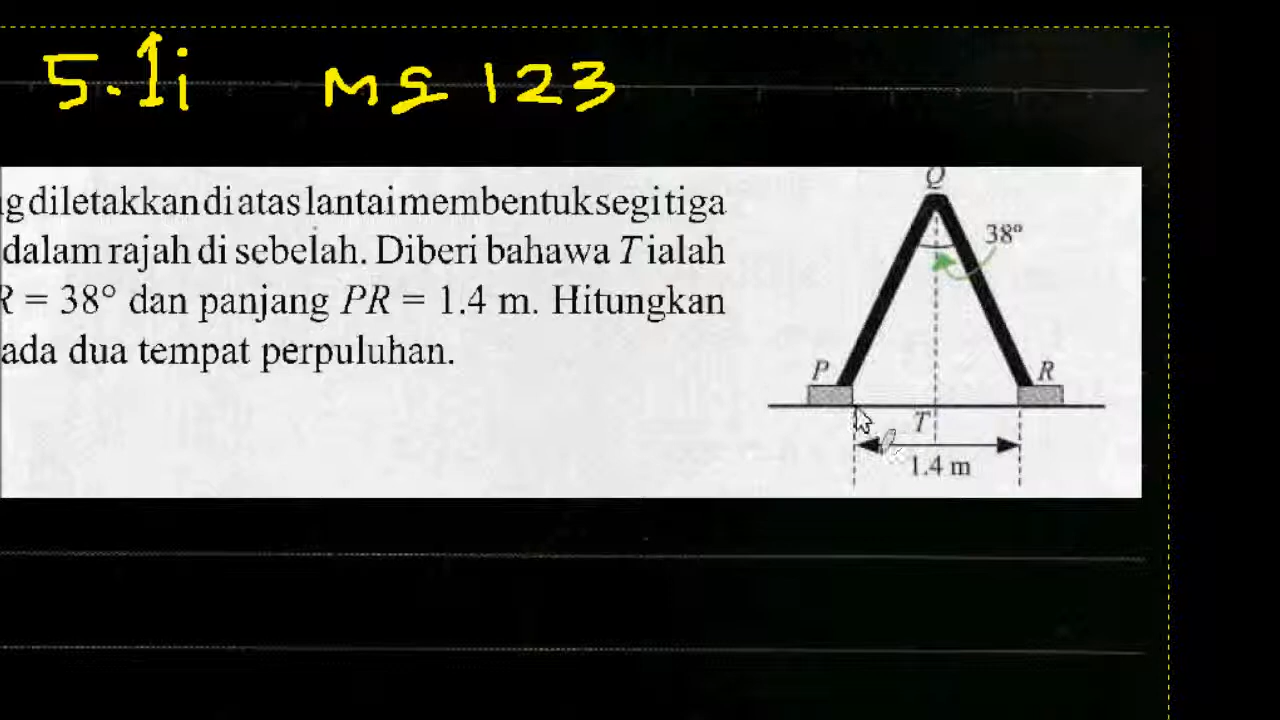 5.1i ms 123
g diletakkan di atas lantai membentuk segi tiga
dalam rajah di sebelah. Diberi bahawa T ialah
R = 38° dan panjang PR = 1.4 m. Hitungkan
ada dua tempat perpuluhan.
Q
38°
P
R
T
1.4 m